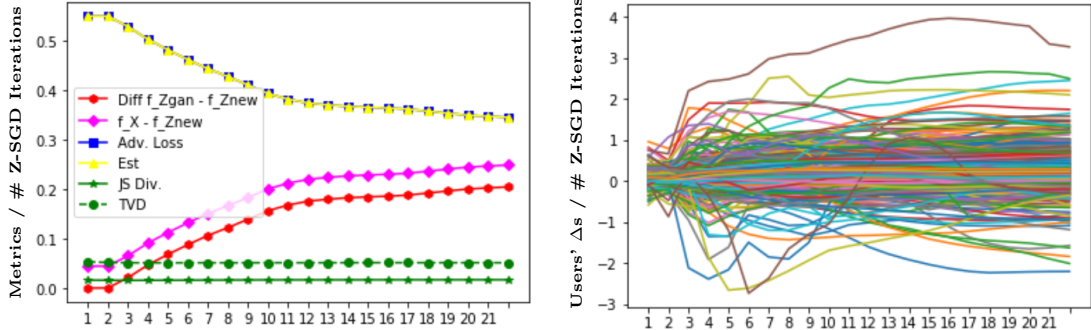 Metrics / # Z-SGD Iterations
0.5
0.4
0.3
0.2
0.1
0.0
Diff f_Zgan - f_Znew
f_X - f_Znew
Adv. Loss
Est
JS Div.
TVD
1 2 3 4 5 6 7 8 9 10 11 12 13 14 15 16 17 18 19 20 21
Users' Δs / # Z-SGD Iterations
4
3
2
1
0
−1
−2
−3
1 2 3 4 5 6 7 8 9 10 11 12 13 14 15 16 17 18 19 20 21